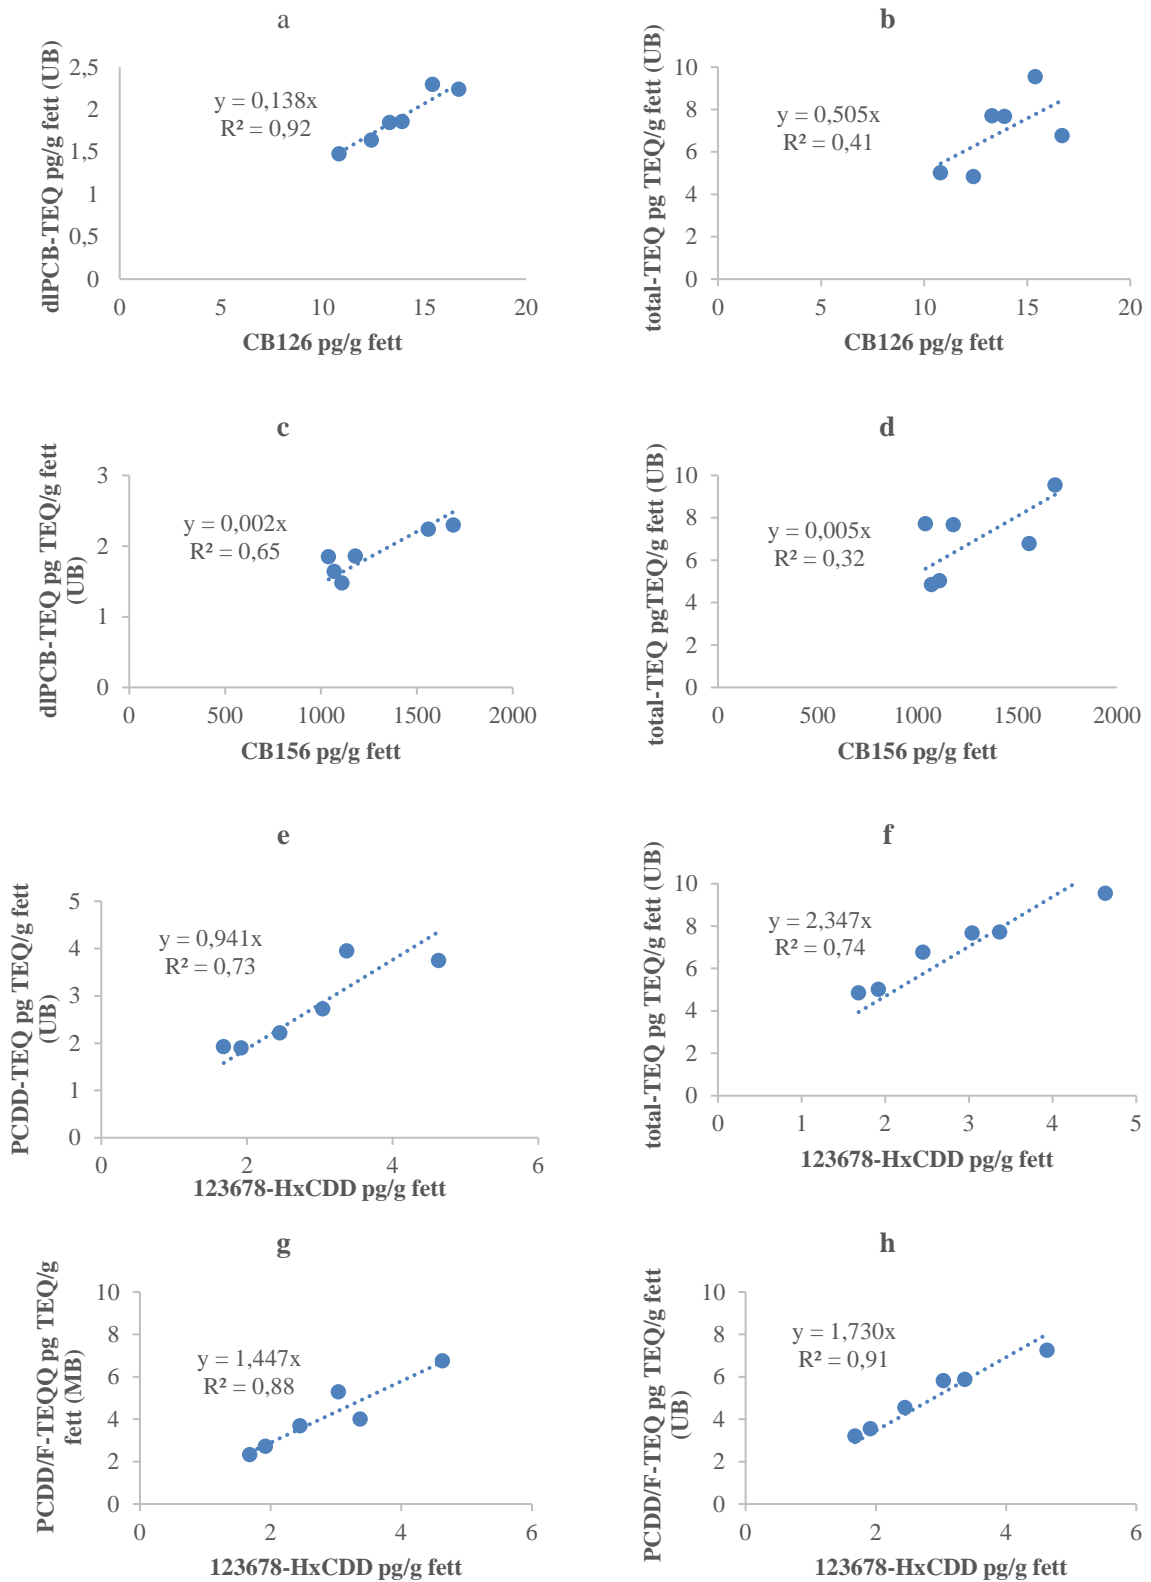 a
dlPCB-TEQ pg/g fett (UB)
2,5
2
1,5
1
0,5
0
y = 0,138x
R² = 0,92
0 5 10 15 20
CB126 pg/g fett
b
total-TEQ pg TEQ/g fett (UB)
10
8
6
4
2
0
y = 0,505x
R² = 0,41
0 5 10 15 20
CB126 pg/g fett
c
dlPCB-TEQ pg TEQ/g fett
(UB)
3
2
1
0
y = 0,002x
R² = 0,65
0 500 1000 1500 2000
CB156 pg/g fett
d
total-TEQ pgTEQ/g fett (UB)
10
8
6
4
2
0
y = 0,005x
R² = 0,32
0 500 1000 1500 2000
CB156 pg/g fett
e
PCDD-TEQ pg TEQ/g fett
(UB)
5
4
3
2
1
0
y = 0,941x
R² = 0,73
0 2 4 6
123678-HxCDD pg/g fett
f
total-TEQ pg TEQ/g fett (UB)
10
8
6
4
2
0
y = 2,347x
R² = 0,74
0 1 2 3 4 5
123678-HxCDD pg/g fett
g
PCDD/F-TEQQ pg TEQ/g
fett (MB)
10
8
6
4
2
0
y = 1,447x
R² = 0,88
0 2 4 6
123678-HxCDD pg/g fett
h
PCDD/F-TEQ pg TEQ/g fett
(UB)
10
8
6
4
2
0
y = 1,730x
R² = 0,91
0 2 4 6
123678-HxCDD pg/g fett